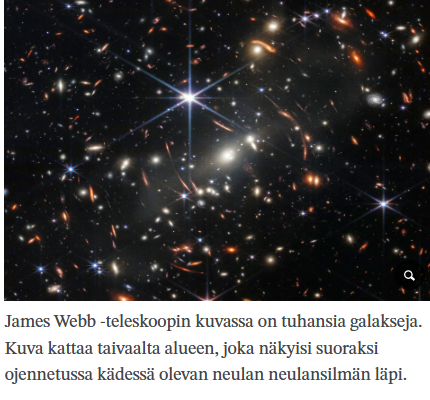 James Webb -teleskoopin kuvassa on tuhansia galakseja.
Kuva kattaa taivaalta alueen, joka näkyisi suoraksi
ojennetussa kädessä olevan neulan neulansilmän läpi.